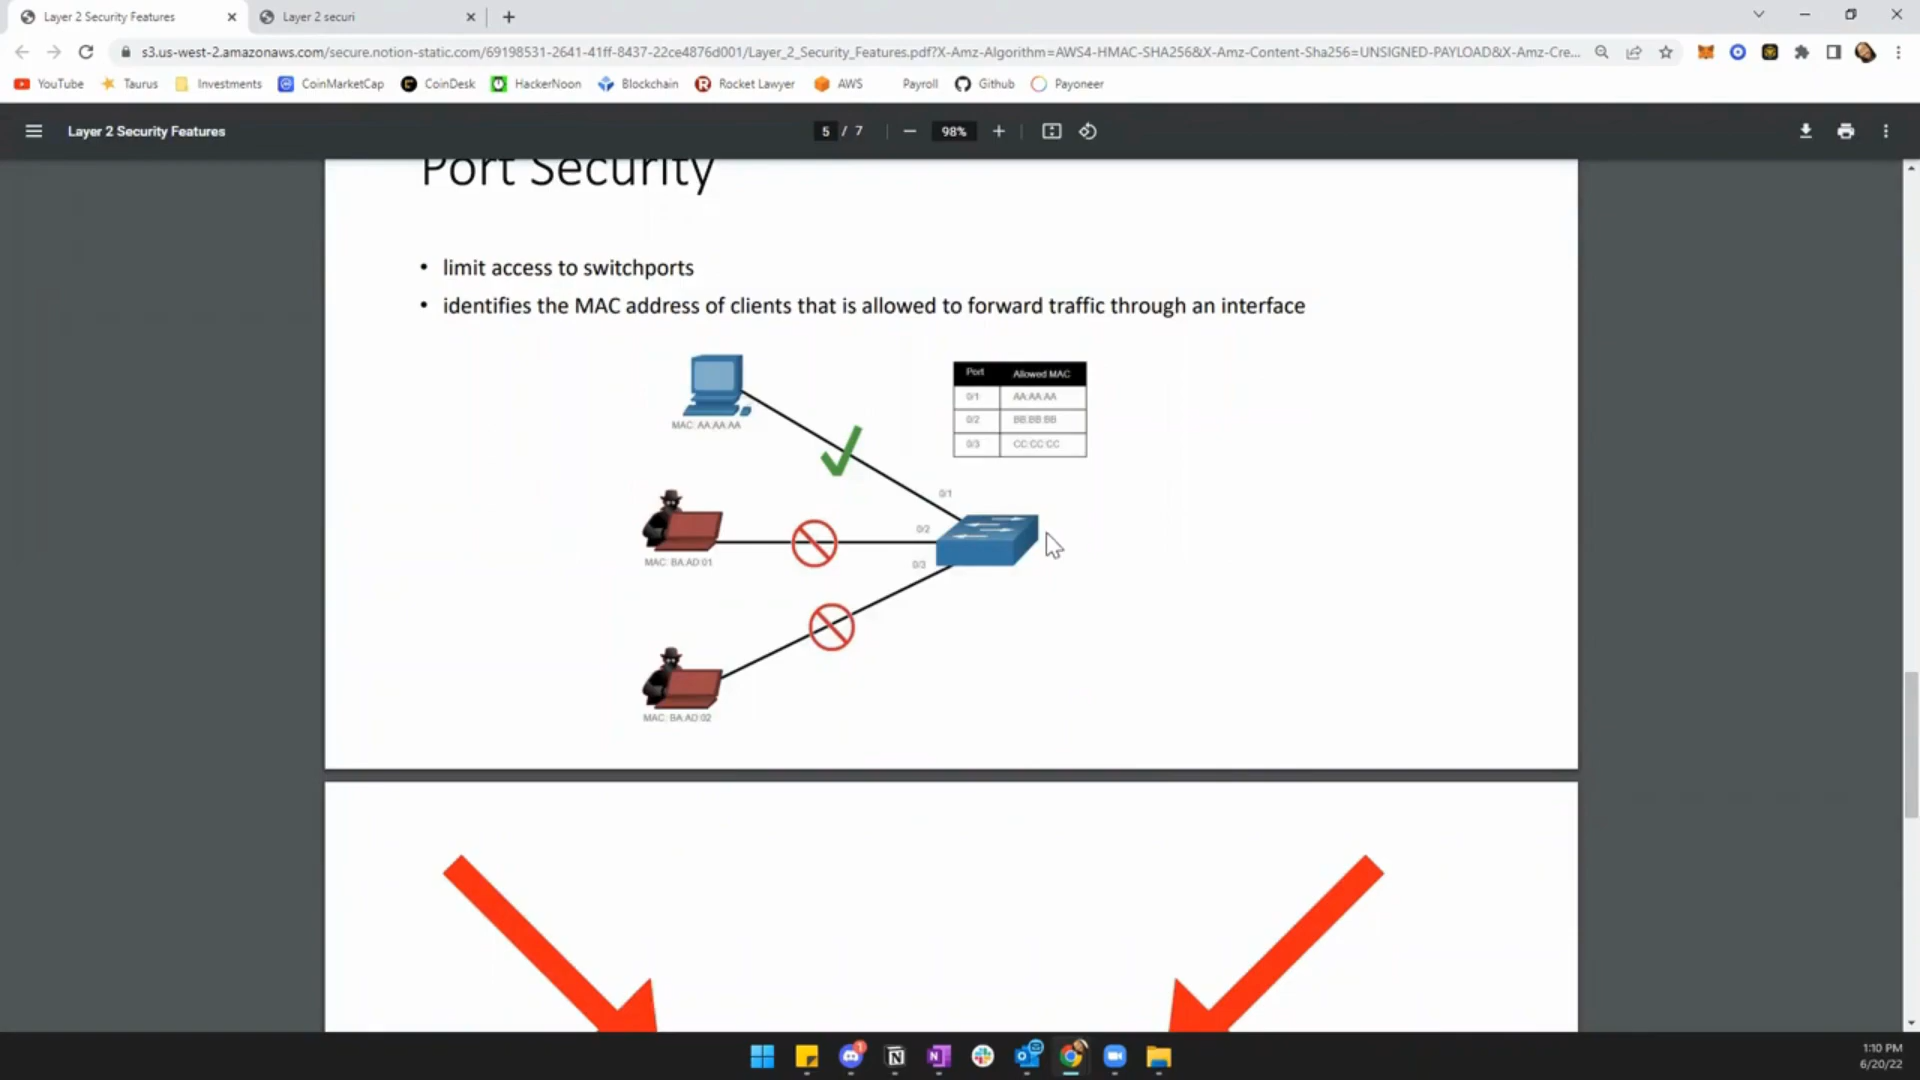 Layer 2 Security Features
Layer 2 securi
s3.us-west-2.amazonaws.com/secure.notion-static.com/69198531-2641-41ff-8437-22ce4876d001/Layer_2_Security_Features.pdf?X-Amz-Algorithm=AWS4-HMAC-SHA256&X-Amz-Content-Sha256=UNSIGNED-PAYLOAD&X-Amz-Cre...
YouTube Taurus Investments CoinMarketCap CoinDesk HackerNoon Blockchain Rocket Lawyer AWS Payroll Github Payoneer
Layer 2 Security Features
5 / 7
98%
Port Security
• limit access to switchports
• identifies the MAC address of clients that is allowed to forward traffic through an interface
Port Allowed MAC
0/1 AA:AA:AA
0/2 BB:BB:BB
0/3 CC:CC:CC
MAC: AA:AA:AA
0/1
0/2
MAC: BA:AD:01
0/3
MAC: BA:AD:02
1:10 PM
6/20/22